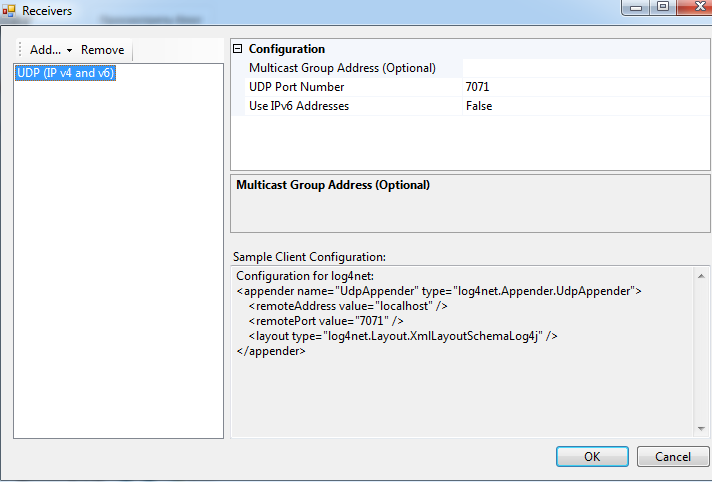 Receivers
Add...
Remove
UDP (IP v4 and v6)
Configuration
Multicast Group Address (Optional)
UDP Port Number 7071
Use IPv6 Addresses False
Multicast Group Address (Optional)
Sample Client Configuration:
Configuration for log4net:
<appender name="UdpAppender" type="log4net.Appender.UdpAppender">
<remoteAddress value="localhost" />
<remotePort value="7071" />
<layout type="log4net.Layout.XmlLayoutSchemaLog4j" />
</appender>
OK
Cancel